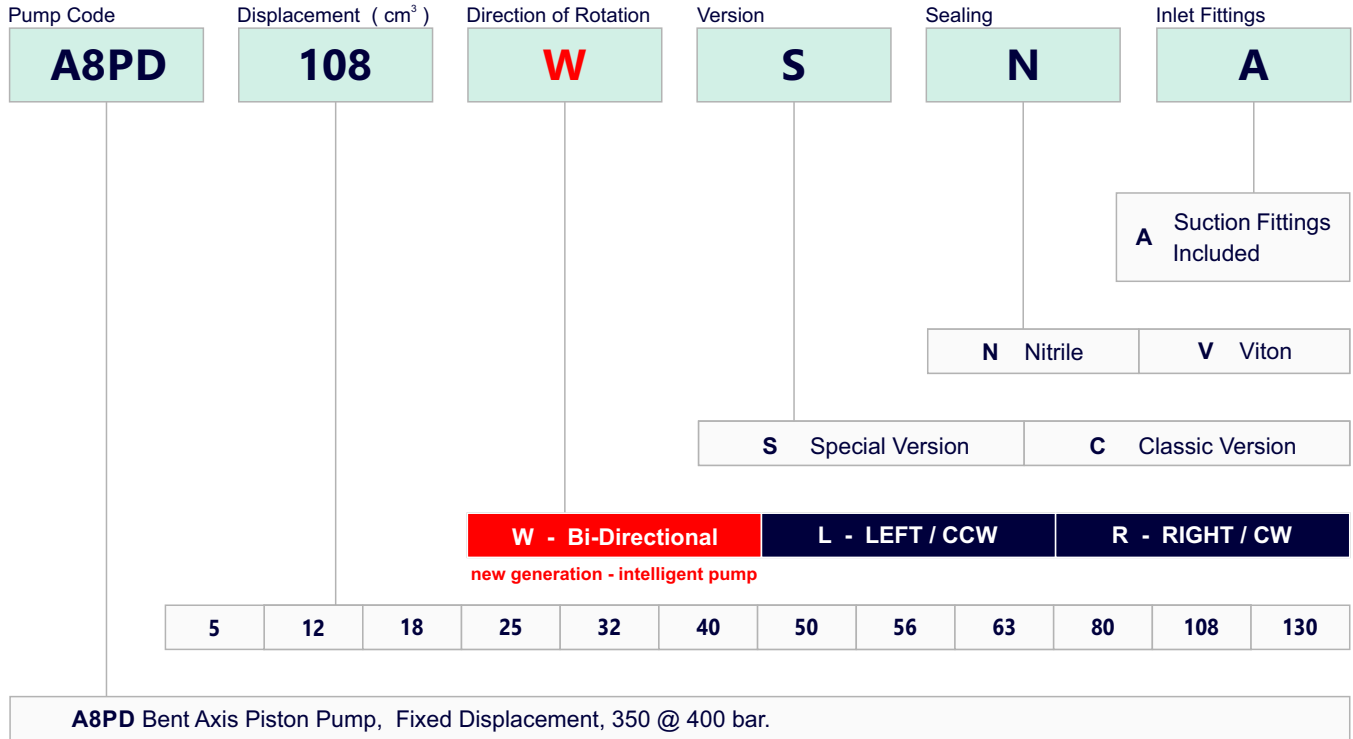 Pump Code Displacement ( cm³ ) Direction of Rotation Version Sealing Inlet Fittings
A8PD 108 W S N A
A Suction Fittings
Included
N Nitrile V Viton
S Special Version C Classic Version
W - Bi-Directional L - LEFT / CCW R - RIGHT / CW
new generation - intelligent pump
5 12 18 25 32 40 50 56 63 80 108 130
A8PD Bent Axis Piston Pump, Fixed Displacement, 350 @ 400 bar.